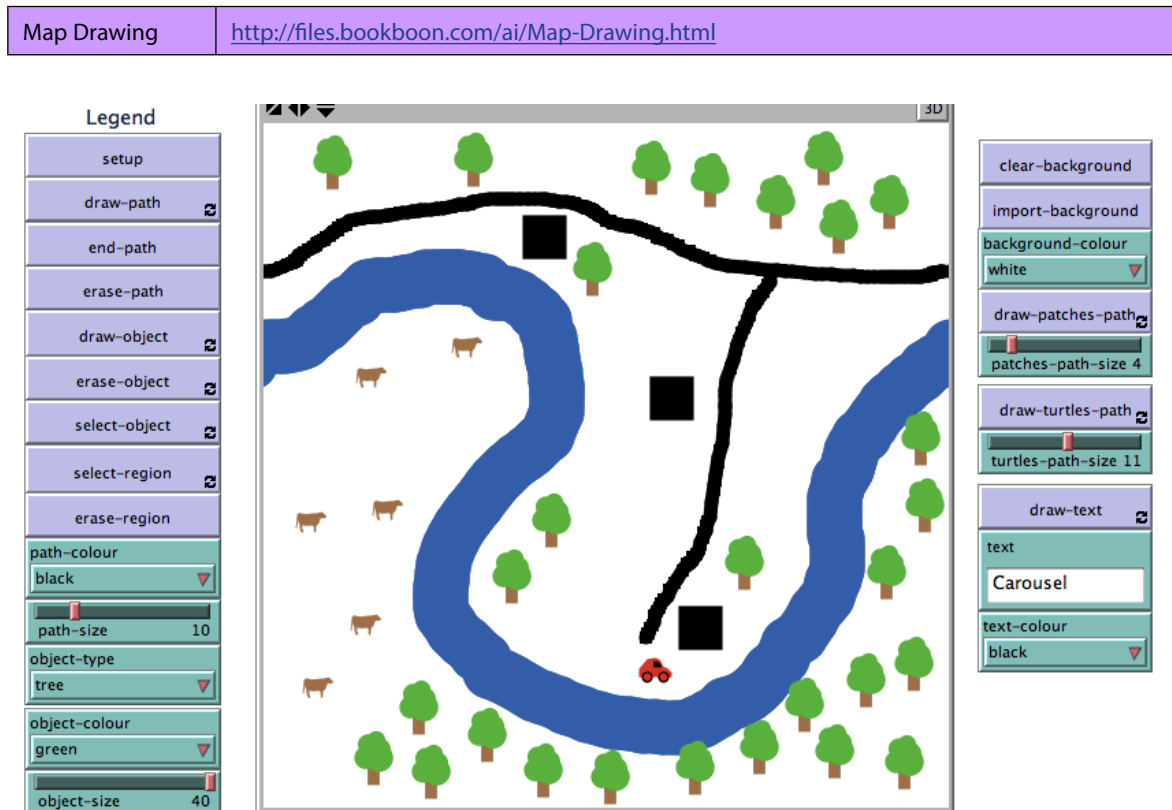 Map Drawing http://files.bookboon.com/ai/Map-Drawing.html
Legend
setup
draw-path
end-path
erase-path
draw-object
erase-object
select-object
select-region
erase-region
path-colour
black
path-size 10
object-type
tree
object-colour
green
object-size 40
3D
clear-background
import-background
background-colour
white
draw-patches-path
patches-path-size 4
draw-turtles-path
turtles-path-size 11
draw-text
text
Carousel
text-colour
black